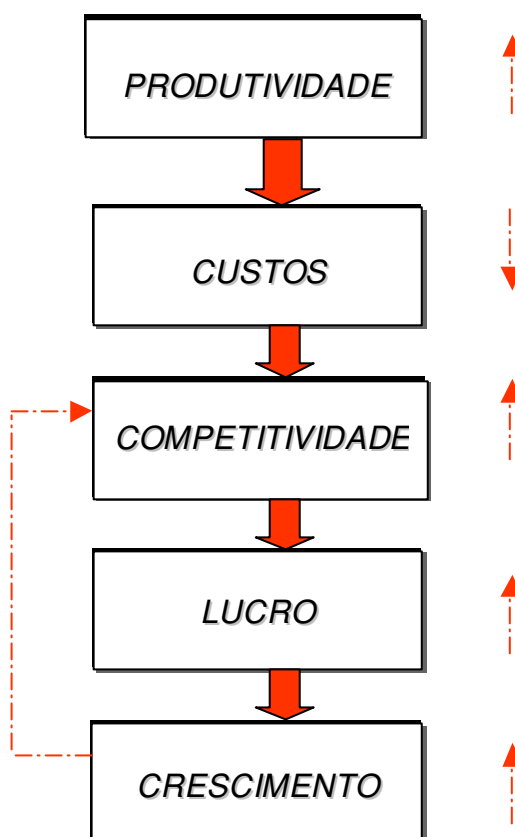 PRODUTIVIDADE
CUSTOS
COMPETITIVIDADE
LUCRO
CRESCIMENTO